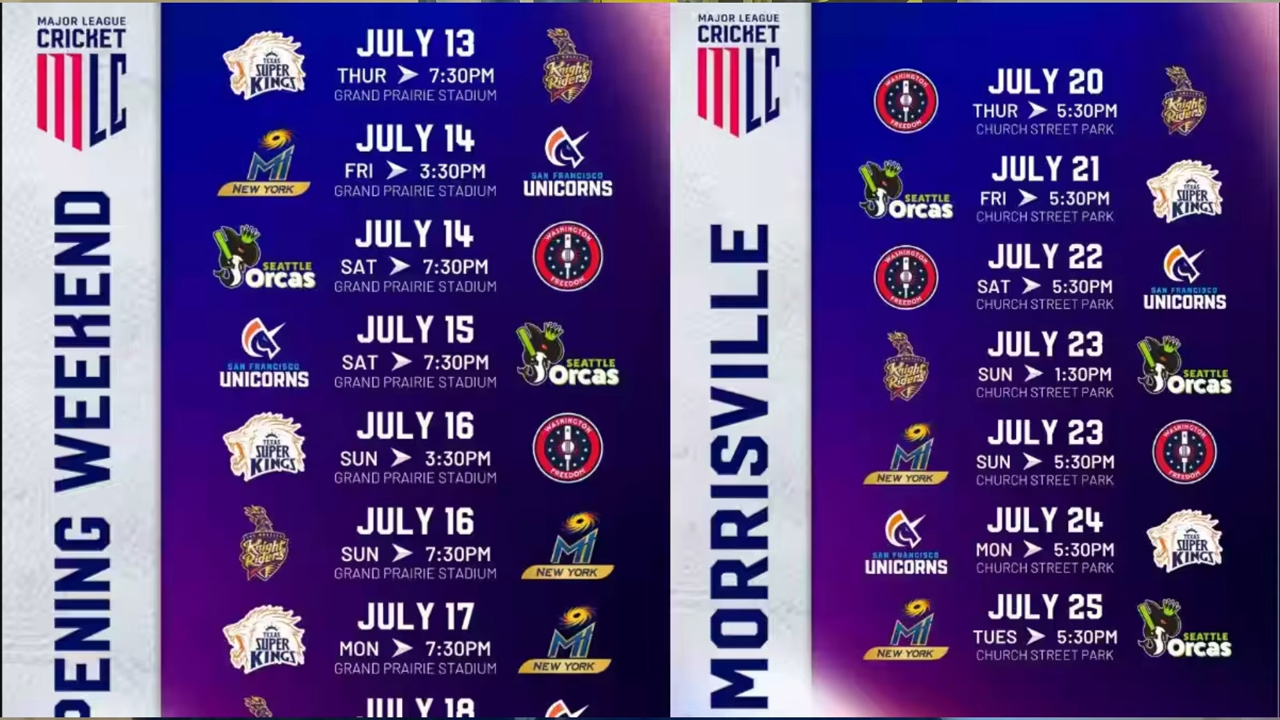 MAJOR LEAGUE
CRICKET
MLC
PENING WEEKEND
TEXAS
SUPER
KINGS
JULY 13
THUR ➤ 7:30PM
GRAND PRAIRIE STADIUM
Knight
Riders
MI
NEW YORK
JULY 14
FRI ➤ 3:30PM
GRAND PRAIRIE STADIUM
SAN FRANCISCO
UNICORNS
SEATTLE
Orcas
JULY 14
SAT ➤ 7:30PM
GRAND PRAIRIE STADIUM
WASHINGTON
FREEDOM
SAN FRANCISCO
UNICORNS
JULY 15
SAT ➤ 7:30PM
GRAND PRAIRIE STADIUM
SEATTLE
Orcas
TEXAS
SUPER
KINGS
JULY 16
SUN ➤ 3:30PM
GRAND PRAIRIE STADIUM
WASHINGTON
FREEDOM
Knight
Riders
JULY 16
SUN ➤ 7:30PM
GRAND PRAIRIE STADIUM
MI
NEW YORK
TEXAS
SUPER
KINGS
JULY 17
MON ➤ 7:30PM
GRAND PRAIRIE STADIUM
MI
NEW YORK
JULY 18
MAJOR LEAGUE
CRICKET
MLC
MORRISVILLE
WASHINGTON
FREEDOM
JULY 20
THUR ➤ 5:30PM
CHURCH STREET PARK
Knight
Riders
SEATTLE
Orcas
JULY 21
FRI ➤ 5:30PM
CHURCH STREET PARK
TEXAS
SUPER
KINGS
WASHINGTON
FREEDOM
JULY 22
SAT ➤ 5:30PM
CHURCH STREET PARK
SAN FRANCISCO
UNICORNS
Knight
Riders
JULY 23
SUN ➤ 1:30PM
CHURCH STREET PARK
SEATTLE
Orcas
MI
NEW YORK
JULY 23
SUN ➤ 5:30PM
CHURCH STREET PARK
WASHINGTON
FREEDOM
SAN FRANCISCO
UNICORNS
JULY 24
MON ➤ 5:30PM
CHURCH STREET PARK
TEXAS
SUPER
KINGS
MI
NEW YORK
JULY 25
TUES ➤ 5:30PM
CHURCH STREET PARK
SEATTLE
Orcas